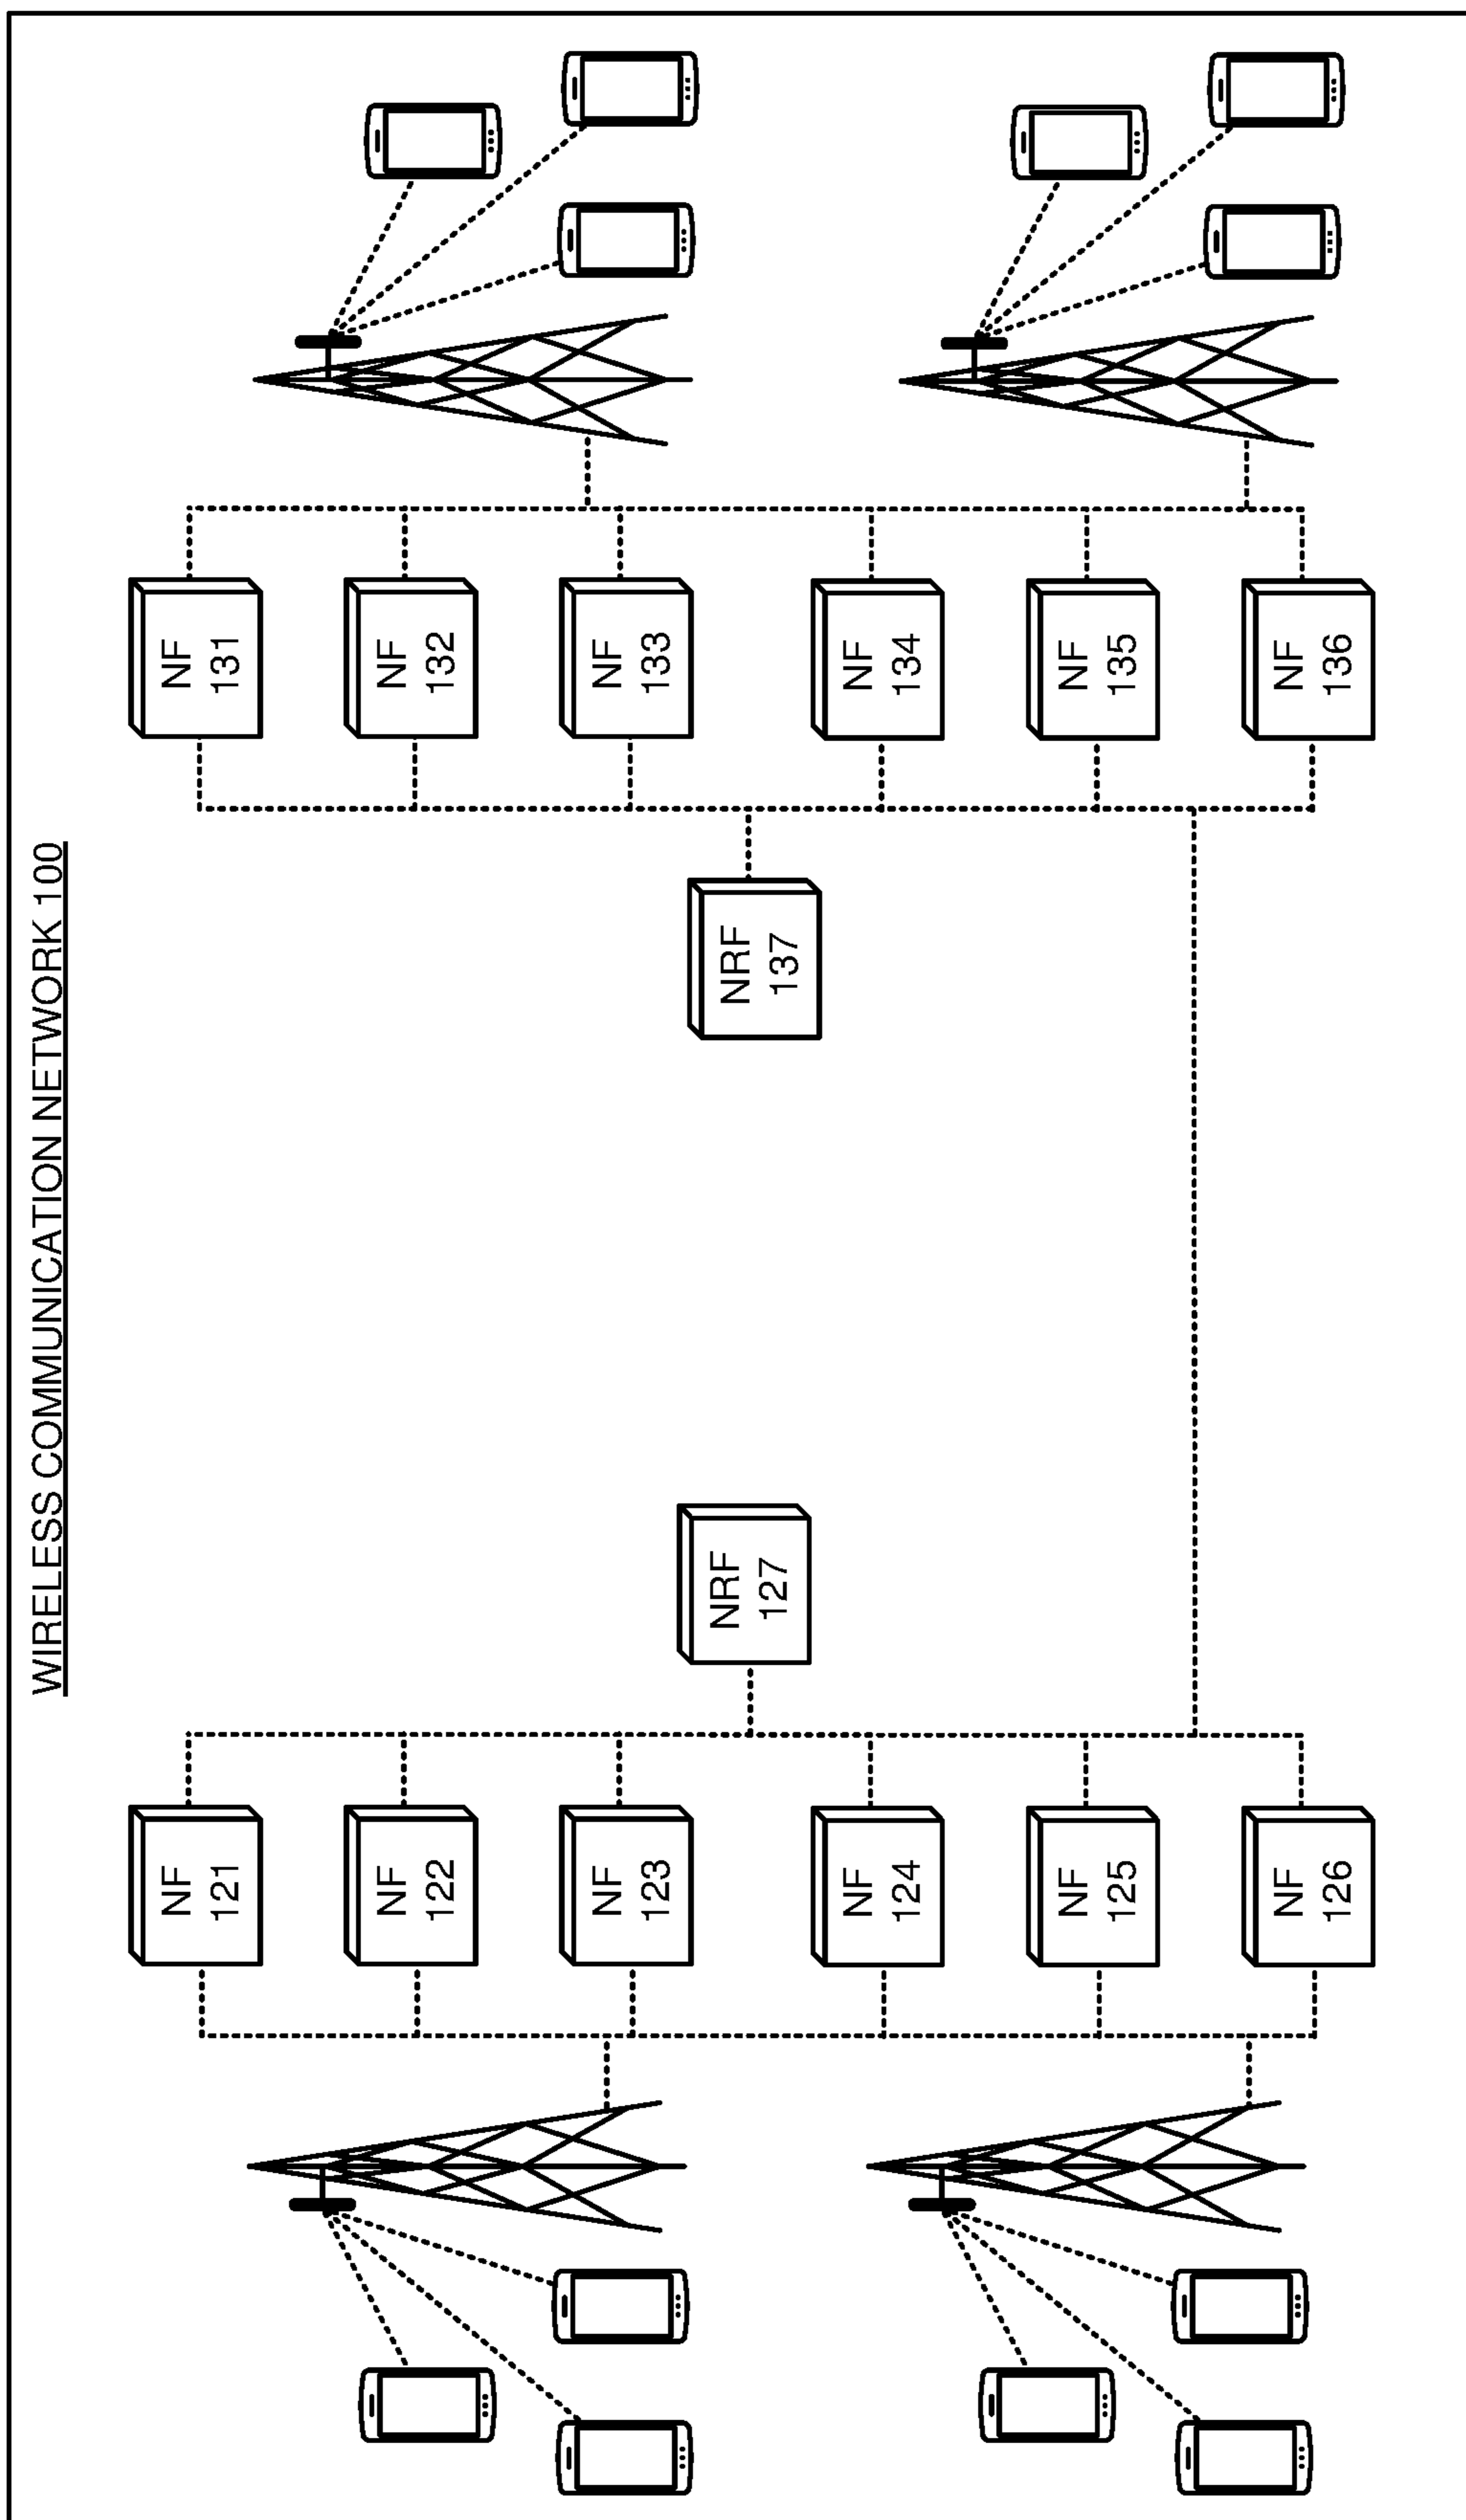 WIRELESS COMMUNICATION NETWORK 100
NF
121
NF
131
NF
122
NF
132
NF
123
NF
133
NRF
127
NRF
137
NF
124
NF
134
NF
125
NF
135
NF
126
NF
136